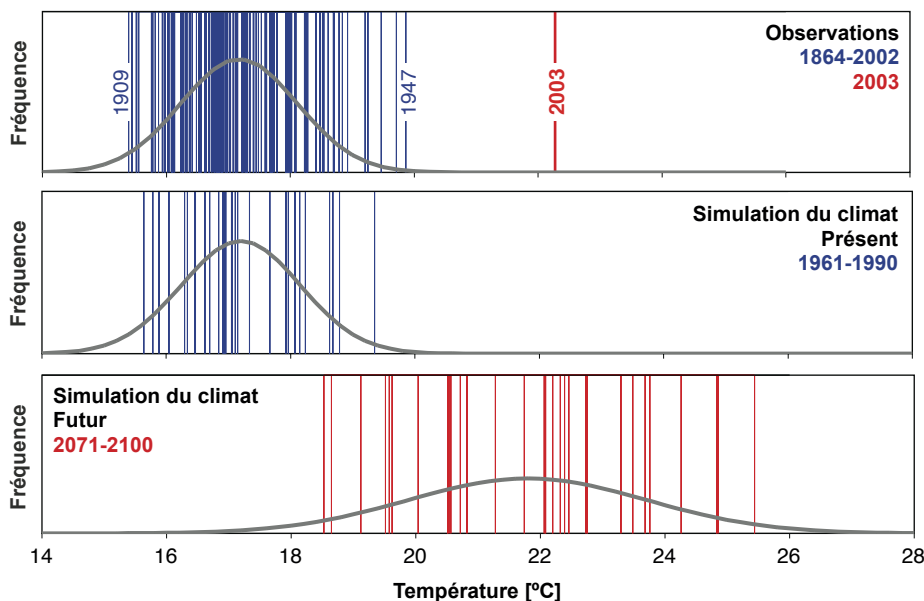 Fréquence
1909
1947
2003
Observations
1864-2002
2003
Fréquence
Simulation du climat
Présent
1961-1990
Fréquence
Simulation du climat
Futur
2071-2100
14 16 18 20 22 24 26 28
Température [ºC]